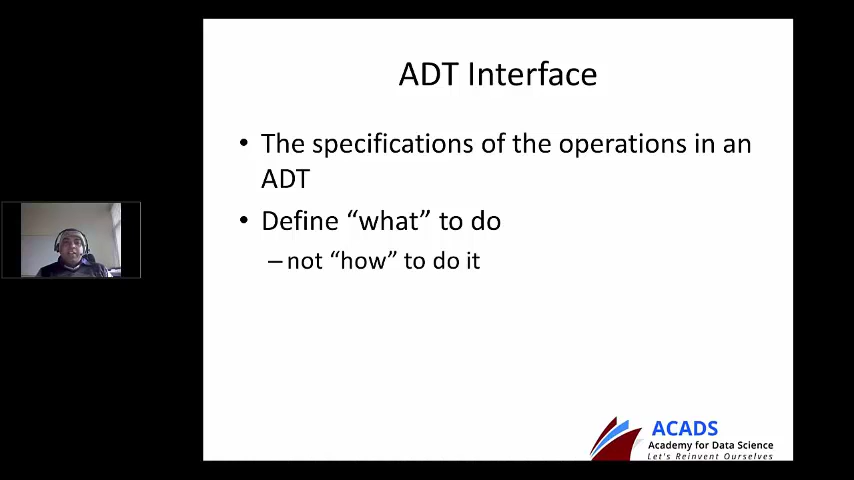 ADT Interface
• The specifications of the operations in an
ADT
• Define “what” to do
–not “how” to do it
ACADS
Academy for Data Science
Let's Reinvent Ourselves